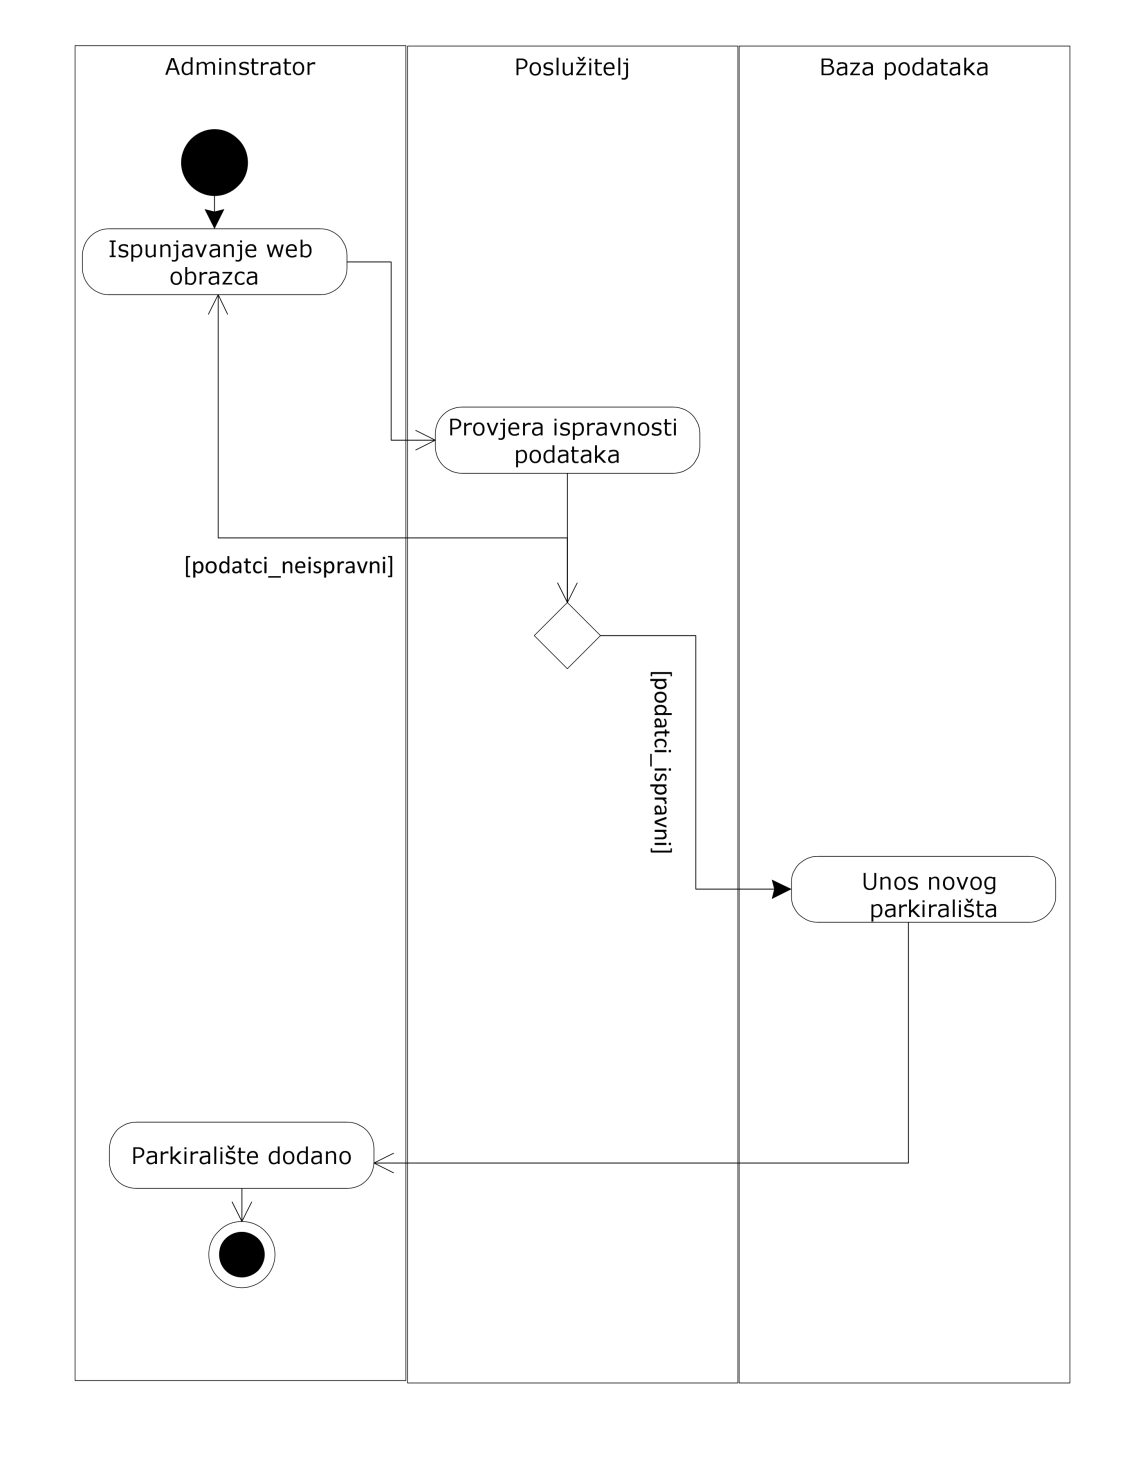 Adminstrator
Poslužitelj
Baza podataka
Ispunjavanje web
obrazca
Provjera ispravnosti
podataka
[podatci_neispravni]
[podatci_ispravni]
Unos novog
parkirališta
Parkiralište dodano